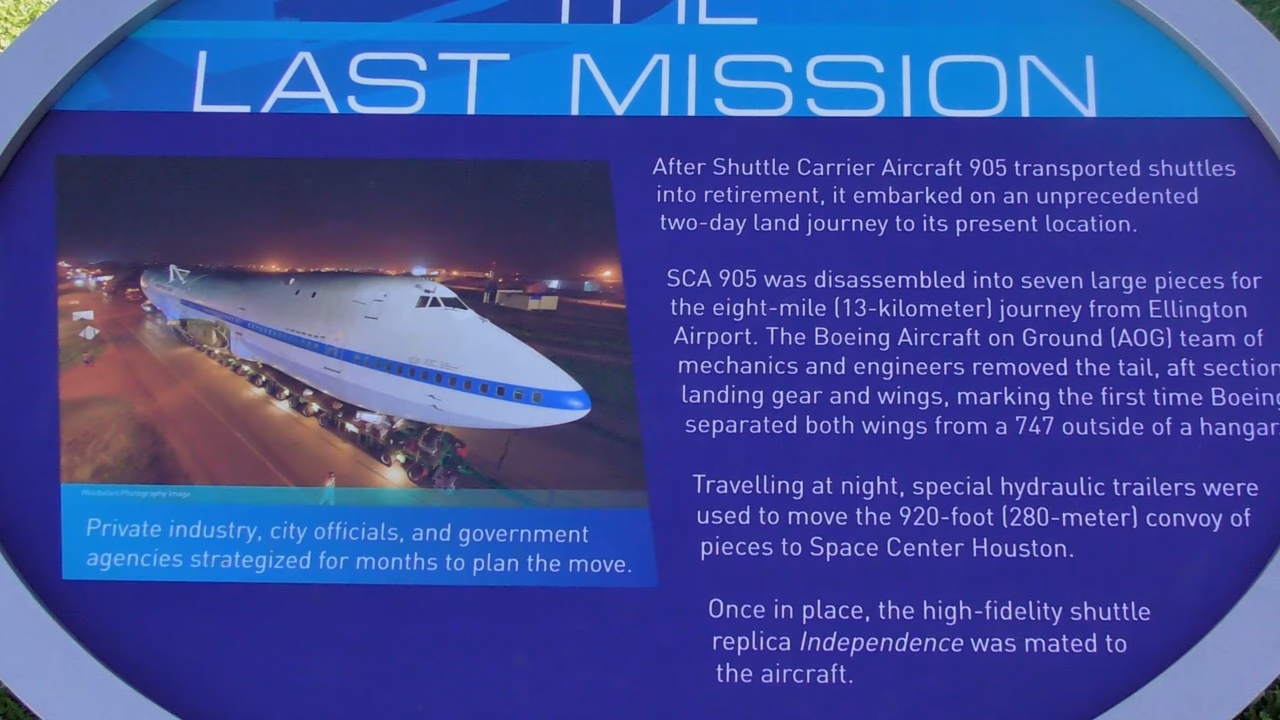 THE
LAST MISSION
After Shuttle Carrier Aircraft 905 transported shuttles
into retirement, it embarked on an unprecedented
two-day land journey to its present location.
SCA 905 was disassembled into seven large pieces for
the eight-mile (13-kilometer) journey from Ellington
Airport. The Boeing Aircraft on Ground (AOG) team of
mechanics and engineers removed the tail, aft section
landing gear and wings, marking the first time Boeing
separated both wings from a 747 outside of a hangar
Travelling at night, special hydraulic trailers were
used to move the 920-foot (280-meter) convoy of
pieces to Space Center Houston.
Once in place, the high-fidelity shuttle
replica Independence was mated to
the aircraft.
Photography Image
Private industry, city officials, and government
agencies strategized for months to plan the move.